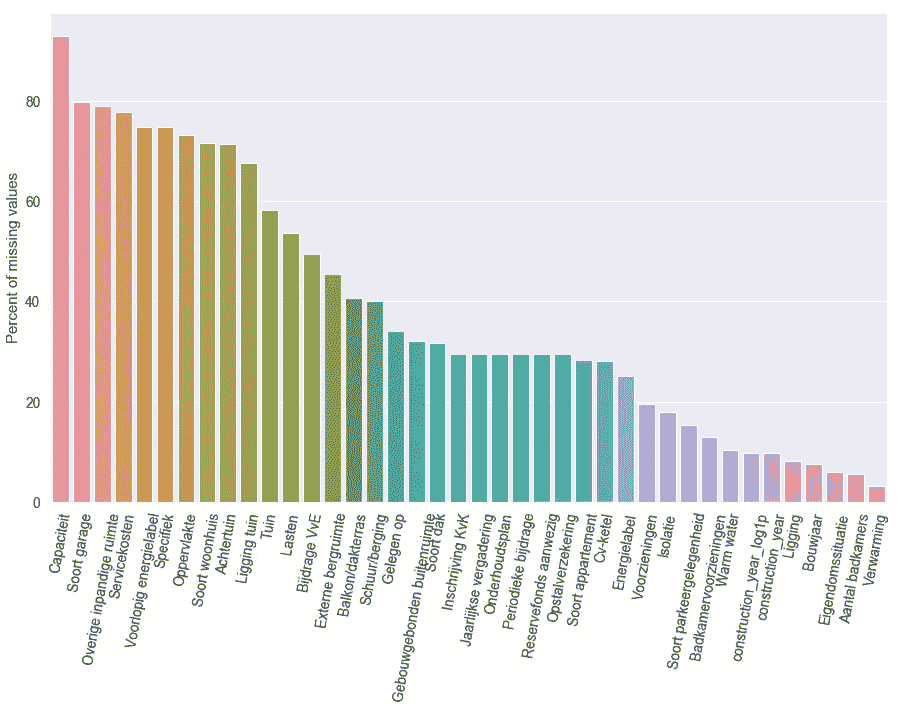 Percent of missing values
80
60
40
20
0
Capaciteit
Soort garage
Overige inpandige ruimte
Servicekosten
Voorlopig energielabel
Specifiek
Oppervlakte
Soort woonhuis
Achtertuin
Ligging tuin
Tuin
Lasten
Bijdrage VvE
Externe bergruimte
Balkon/dakterras
Schuur/berging
Gelegen op
Gebouwgebonden buitenruimte
Soort dak
Inschrijving KvK
Jaarlijkse vergadering
Onderhoudsplan
Periodieke bijdrage
Reservefonds aanwezig
Opstalverzekering
Soort appartement
Cv-ketel
Energielabel
Voorzieningen
Isolatie
Soort parkeergelegenheid
Badkamervoorzieningen
Warm water
construction_year_log1p
construction_year
Ligging
Bouwjaar
Eigendomssituatie
Aantal badkamers
Verwarming